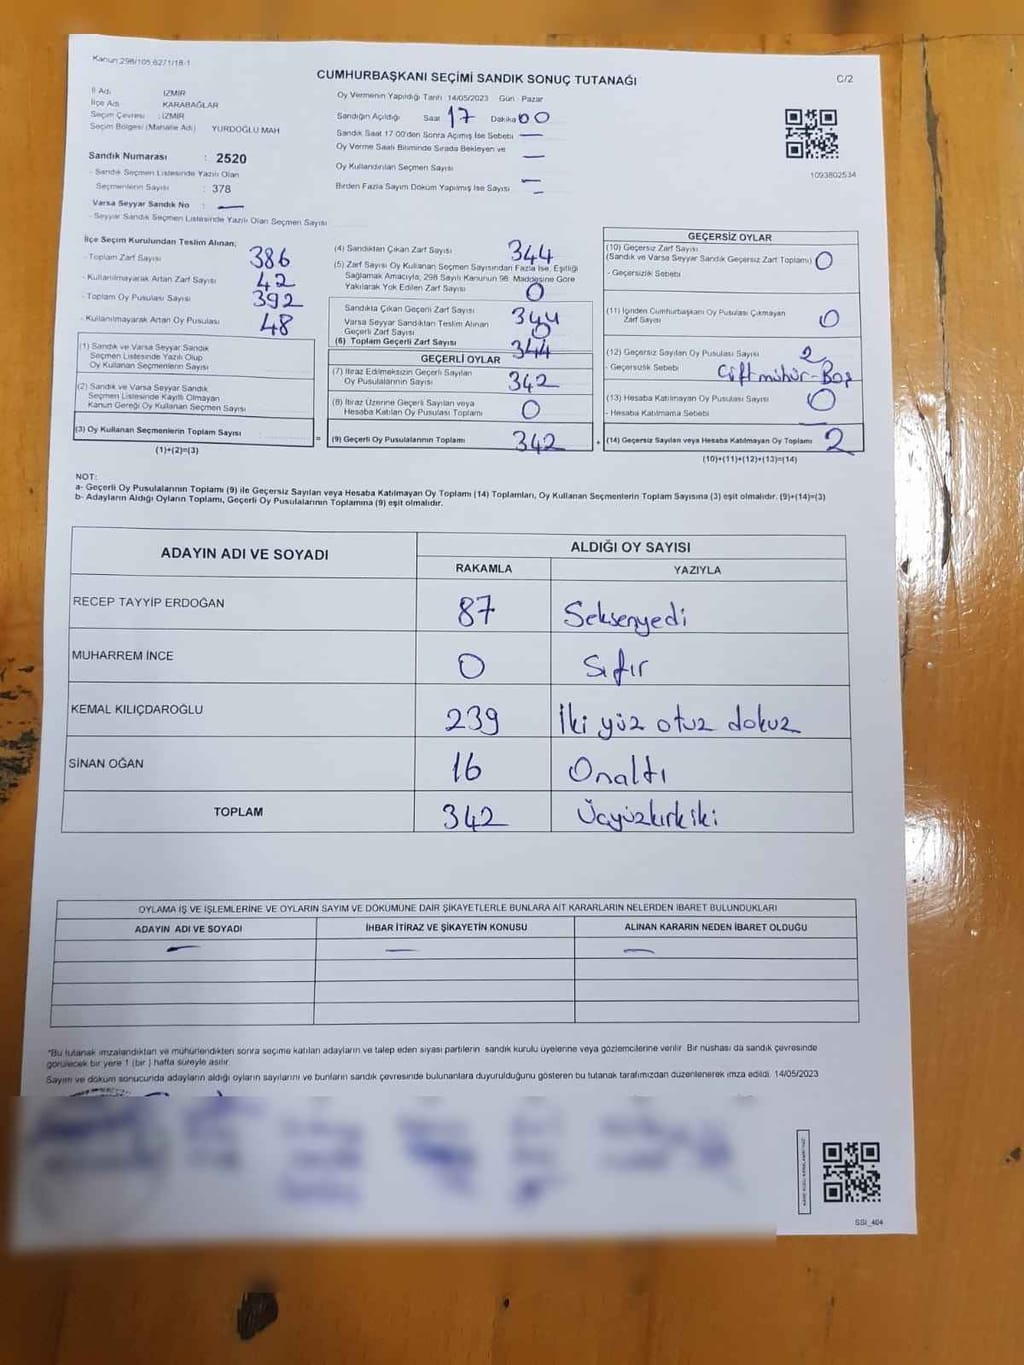 Kanun:298/105,6271/18-1
CUMHURBAŞKANI SEÇİMİ SANDIK SONUÇ TUTANAĞI
C/2
İl Adı İZMİR
İlçe Adı KARABAĞLAR
Seçim Çevresi : İZMİR
Seçim Bölgesi (Mahalle Adı) YURDOĞLU MAH
Sandık Numarası : 2520
- Sandık Seçmen Listesinde Yazılı Olan
Seçmenlerin Sayısı : 378
Varsa Seyyar Sandık No : —
- Seyyar Sandık Seçmen Listesinde Yazılı Olan Seçmen Sayısı
Oy Vermenin Yapıldığı Tarih :14/05/2023 Gün : Pazar
Sandığın Açıldığı Saat 17 Dakika 00
Sandık Saat 17:00'den Sonra Açılmış İse Sebebi —
Oy Verme Saati Bitiminde Sırada Bekleyen ve
Oy Kullandırılan Seçmen Sayısı —
Birden Fazla Sayım Döküm Yapılmış İse Sayısı —
1093802534
İlçe Seçim Kurulundan Teslim Alınan;
- Toplam Zarf Sayısı 386
- Kullanılmayarak Artan Zarf Sayısı 42
- Toplam Oy Pusulası Sayısı 392
- Kullanılmayarak Artan Oy Pusulası 48
(1) Sandık ve Varsa Seyyar Sandık
Seçmen Listesinde Yazılı Olup
Oy Kullanan Seçmenlerin Sayısı
(2) Sandık ve Varsa Seyyar Sandık
Seçmen Listesinde Kayıtlı Olmayan
Kanun Gereği Oy Kullanan Seçmen Sayısı
(3) Oy Kullanan Seçmenlerin Toplam Sayısı
(1)+(2)=(3)
(4) Sandıktan Çıkan Zarf Sayısı 344
(5) Zarf Sayısı Oy Kullanan Seçmen Sayısından Fazla İse, Eşitliği
Sağlamak Amacıyla, 298 Sayılı Kanunun 98. Maddesine Göre
Yakılarak Yok Edilen Zarf Sayısı 0
Sandıkta Çıkan Geçerli Zarf Sayısı 344
Varsa Seyyar Sandıktan Teslim Alınan
Geçerli Zarf Sayısı 0
(6) Toplam Geçerli Zarf Sayısı 344
GEÇERLİ OYLAR
(7) İtiraz Edilmeksizin Geçerli Sayılan
Oy Pusulalarının Sayısı 342
(8) İtiraz Üzerine Geçerli Sayılan veya
Hesaba Katılan Oy Pusulası Toplamı 0
= (9) Geçerli Oy Pusulalarının Toplamı 342
GEÇERSİZ OYLAR
(10) Geçersiz Zarf Sayısı
(Sandık ve Varsa Seyyar Sandık Geçersiz Zarf Toplamı) 0
- Geçersizlik Sebebi
(11) İçinden Cumhurbaşkanı Oy Pusulası Çıkmayan
Zarf Sayısı 0
(12) Geçersiz Sayılan Oy Pusulası Sayısı 2
- Geçersizlik Sebebi Çift mühür-Boş
(13) Hesaba Katılmayan Oy Pusulası Sayısı 0
- Hesaba Katılmama Sebebi
+ (14) Geçersiz Sayılan veya Hesaba Katılmayan Oy Toplamı 2
(10)+(11)+(12)+(13)=(14)
NOT:
a- Geçerli Oy Pusulalarının Toplamı (9) ile Geçersiz Sayılan veya Hesaba Katılmayan Oy Toplamı (14) Toplamları, Oy Kullanan Seçmenlerin Toplam Sayısına (3) eşit olmalıdır. (9)+(14)=(3)
b- Adayların Aldığı Oyların Toplamı, Geçerli Oy Pusulalarının Toplamına (9) eşit olmalıdır.
ADAYIN ADI VE SOYADI ALDIĞI OY SAYISI
RAKAMLA YAZIYLA
RECEP TAYYİP ERDOĞAN 87 Seksenyedi
MUHARREM İNCE 0 Sıfır
KEMAL KILIÇDAROĞLU 239 İki yüz otuz dokuz
SİNAN OĞAN 16 Onaltı
TOPLAM 342 Üçyüzkırkiki
OYLAMA İŞ VE İŞLEMLERİNE VE OYLARIN SAYIM VE DÖKÜMÜNE DAİR ŞİKAYETLERLE BUNLARA AİT KARARLARIN NELERDEN İBARET BULUNDUKLARI
ADAYIN ADI VE SOYADI İHBAR İTİRAZ VE ŞİKAYETİN KONUSU ALINAN KARARIN NEDEN İBARET OLDUĞU
— — —
*Bu tutanak imzalandıktan ve mühürlendikten sonra seçime katılan adayların ve talep eden siyasi partilerin sandık kurulu üyelerine veya gözlemcilerine verilir. Bir nüshası da sandık çevresinde
görülecek bir yere 1 (bir ) hafta süreyle asılır.
Sayım ve döküm sonucunda adayların aldığı oyların sayılarını ve bunların sandık çevresinde bulunanlara duyurulduğunu gösteren bu tutanak tarafımızdan düzenlenerek imza edildi. 14/05/2023
SSI_404